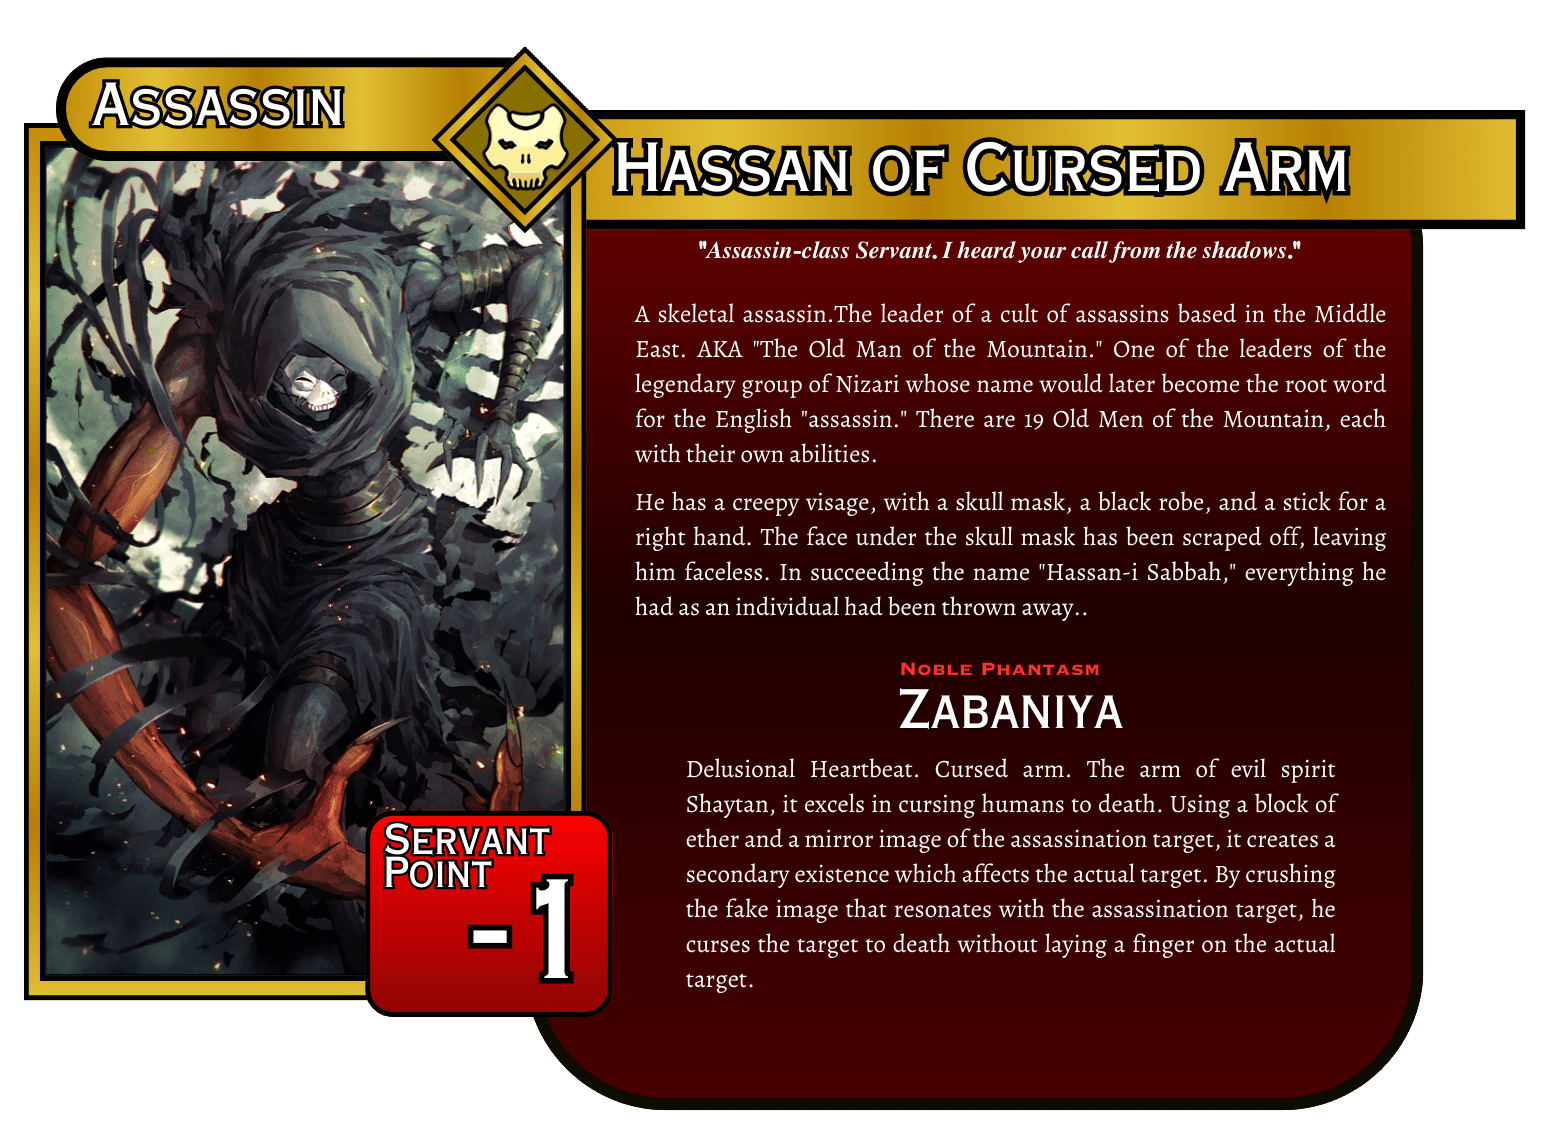 Assassin
Hassan of Cursed Arm
"Assassin-class Servant. I heard your call from the shadows."
A skeletal assassin.The leader of a cult of assassins based in the Middle
East. AKA "The Old Man of the Mountain." One of the leaders of the
legendary group of Nizari whose name would later become the root word
for the English "assassin." There are 19 Old Men of the Mountain, each
with their own abilities.
He has a creepy visage, with a skull mask, a black robe, and a stick for a
right hand. The face under the skull mask has been scraped off, leaving
him faceless. In succeeding the name "Hassan-i Sabbah," everything he
had as an individual had been thrown away..
Noble Phantasm
Zabaniya
Delusional Heartbeat. Cursed arm. The arm of evil spirit
Shaytan, it excels in cursing humans to death. Using a block of
ether and a mirror image of the assassination target, it creates a
secondary existence which affects the actual target. By crushing
the fake image that resonates with the assassination target, he
curses the target to death without laying a finger on the actual
target.
Servant
Point
-1